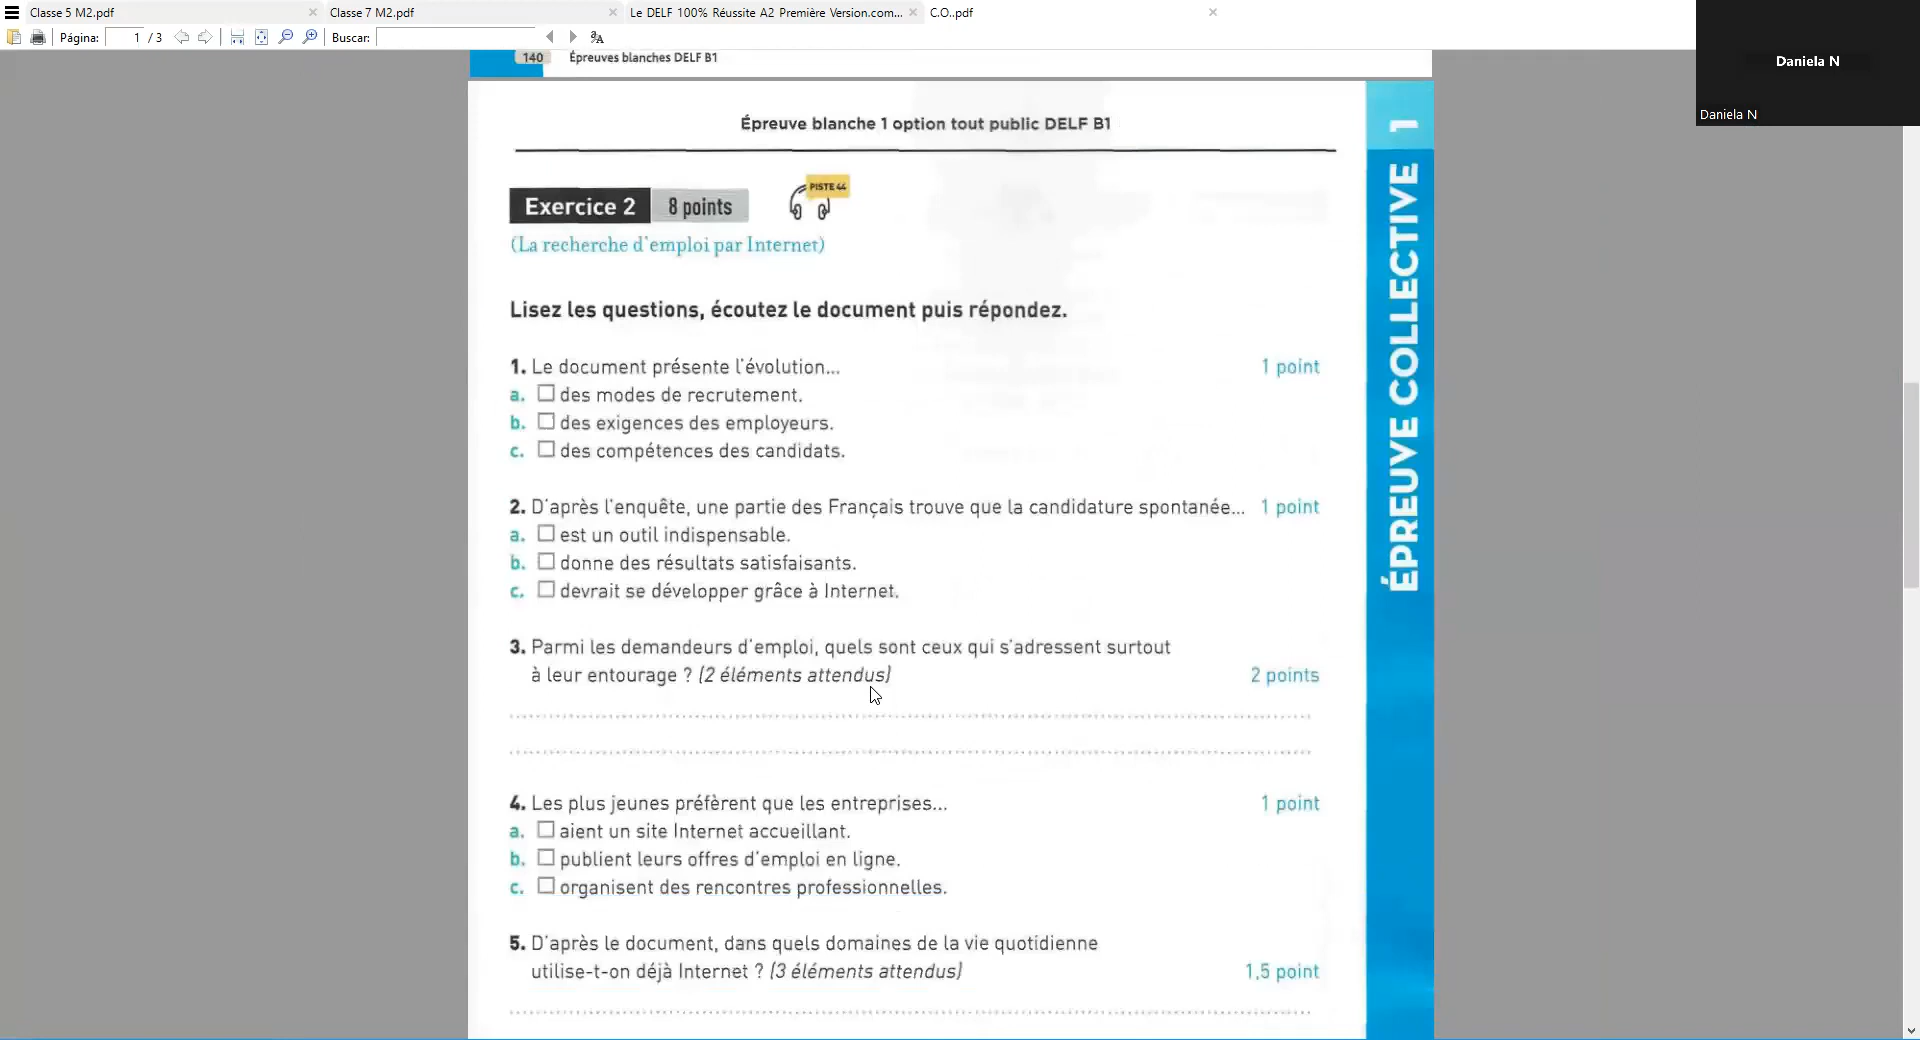 Classe 5 M2.pdf
Classe 7 M2.pdf
Le DELF 100% Réussite A2 Première Version.com...
C.O..pdf
Página: 1 / 3
Buscar:
Daniela N
Daniela N
140 Épreuves blanches DELF B1
Épreuve blanche 1 option tout public DELF B1
ÉPREUVE COLLECTIVE 1
Exercice 2 8 points
PISTE 44
(La recherche d'emploi par Internet)
Lisez les questions, écoutez le document puis répondez.
1. Le document présente l'évolution... 1 point
a. des modes de recrutement.
b. des exigences des employeurs.
c. des compétences des candidats.
2. D'après l'enquête, une partie des Français trouve que la candidature spontanée... 1 point
a. est un outil indispensable.
b. donne des résultats satisfaisants.
c. devrait se développer grâce à Internet.
3. Parmi les demandeurs d'emploi, quels sont ceux qui s'adressent surtout
à leur entourage ? (2 éléments attendus) 2 points
4. Les plus jeunes préfèrent que les entreprises... 1 point
a. aient un site Internet accueillant.
b. publient leurs offres d'emploi en ligne.
c. organisent des rencontres professionnelles.
5. D'après le document, dans quels domaines de la vie quotidienne
utilise-t-on déjà Internet ? (3 éléments attendus) 1,5 point